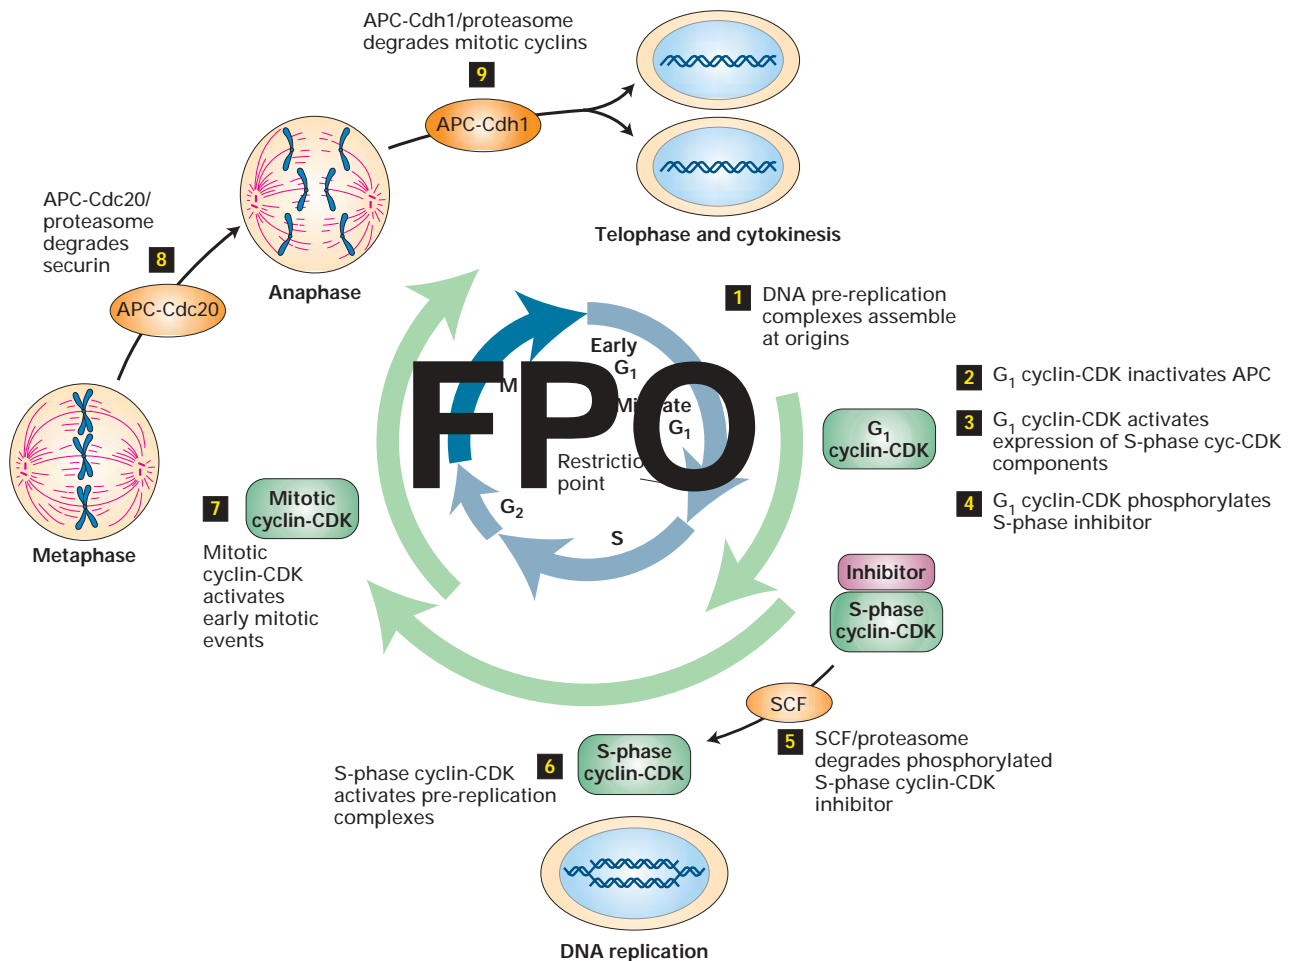 APC-Cdh1/proteasome
degrades mitotic cyclins
9
APC-Cdh1
Telophase and cytokinesis
APC-Cdc20/
proteasome
degrades
securin
8
APC-Cdc20
Anaphase
Metaphase
1
DNA pre-replication
complexes assemble
at origins
2
G1 cyclin-CDK inactivates APC
3
G1 cyclin-CDK activates
expression of S-phase cyc-CDK
components
4
G1 cyclin-CDK phosphorylates
S-phase inhibitor
G1
cyclin-CDK
Early
G1
M
FPO
G1
point
G2
S
7
Mitotic
cyclin-CDK
Mitotic
cyclin-CDK
activates
early mitotic
events
Inhibitor
S-phase
cyclin-CDK
SCF
5
SCF/proteasome
degrades phosphorylated
S-phase cyclin-CDK
inhibitor
6
S-phase cyclin-CDK
activates pre-replication
complexes
S-phase
cyclin-CDK
DNA replication